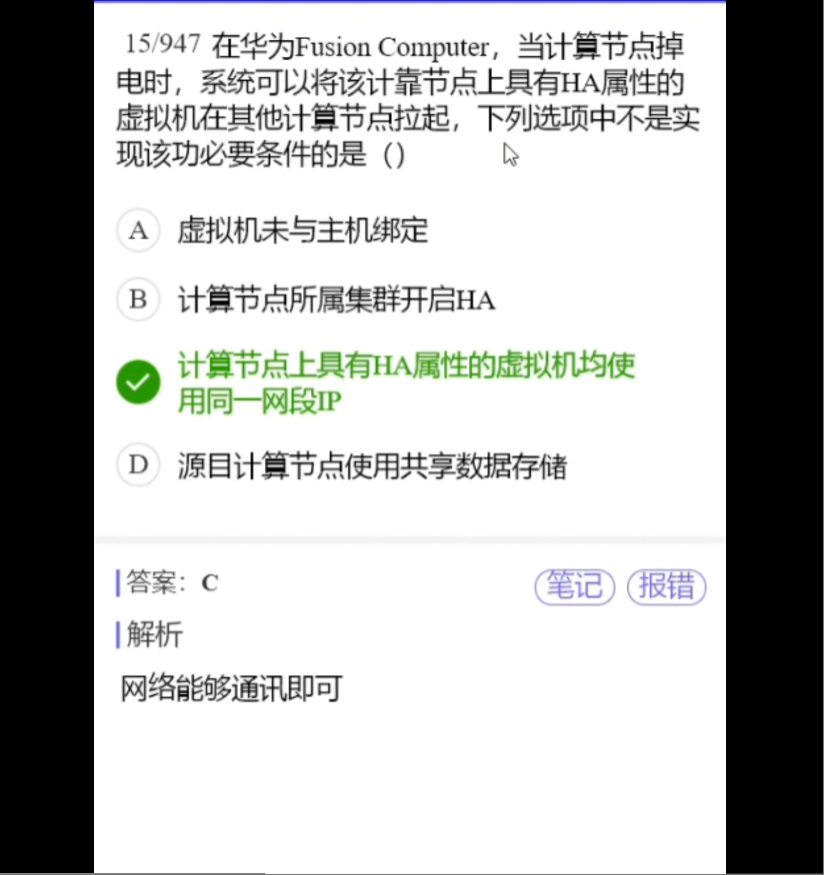 15/947 在华为Fusion Computer，当计算节点掉
电时，系统可以将该计靠节点上具有HA属性的
虚拟机在其他计算节点拉起，下列选项中不是实
现该功必要条件的是（）
A 虚拟机未与主机绑定
B 计算节点所属集群开启HA
计算节点上具有HA属性的虚拟机均使
用同一网段IP
D 源目计算节点使用共享数据存储
答案：C
笔记 报错
解析
网络能够通讯即可